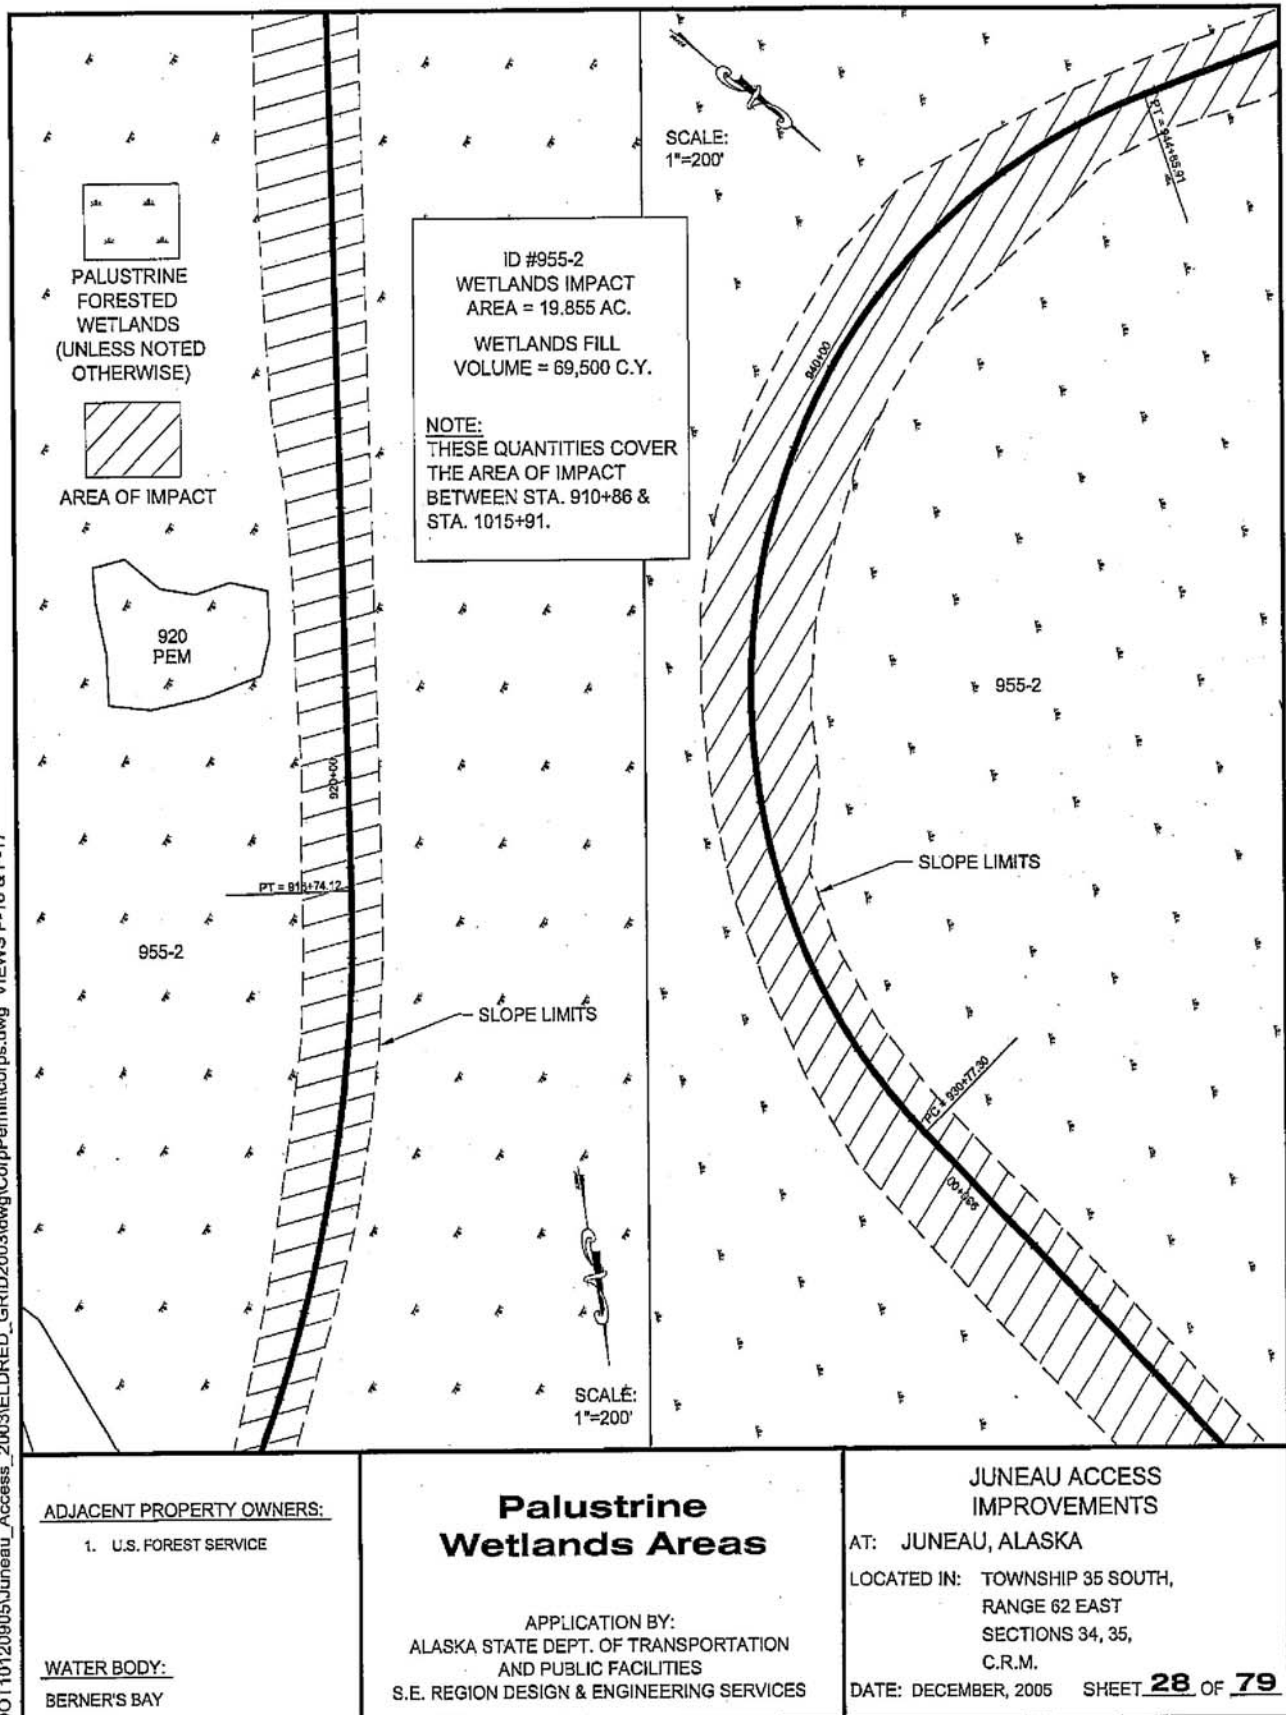 PALUSTRINE
FORESTED
WETLANDS
(UNLESS NOTED
OTHERWISE)
AREA OF IMPACT
ID #955-2
WETLANDS IMPACT
AREA = 19.855 AC.
WETLANDS FILL
VOLUME = 69,500 C.Y.
NOTE:
THESE QUANTITIES COVER
THE AREA OF IMPACT
BETWEEN STA. 910+86 &
STA. 1015+91.
920
PEM
920+00
955-2
SLOPE LIMITS
SCALE:
1"=200'
SCALE:
1"=200'
PT = 944+65.91
940+00
955-2
SLOPE LIMITS
PC = 930+77.30
ADJACENT PROPERTY OWNERS:
1. U.S. FOREST SERVICE
WATER BODY:
BERNER'S BAY
Palustrine
Wetlands Areas
APPLICATION BY:
ALASKA STATE DEPT. OF TRANSPORTATION
AND PUBLIC FACILITIES
S.E. REGION DESIGN & ENGINEERING SERVICES
JUNEAU ACCESS
IMPROVEMENTS
AT: JUNEAU, ALASKA
LOCATED IN: TOWNSHIP 35 SOUTH,
RANGE 62 EAST
SECTIONS 34, 35,
C.R.M.
DATE: DECEMBER, 2005 SHEET 28 OF 79